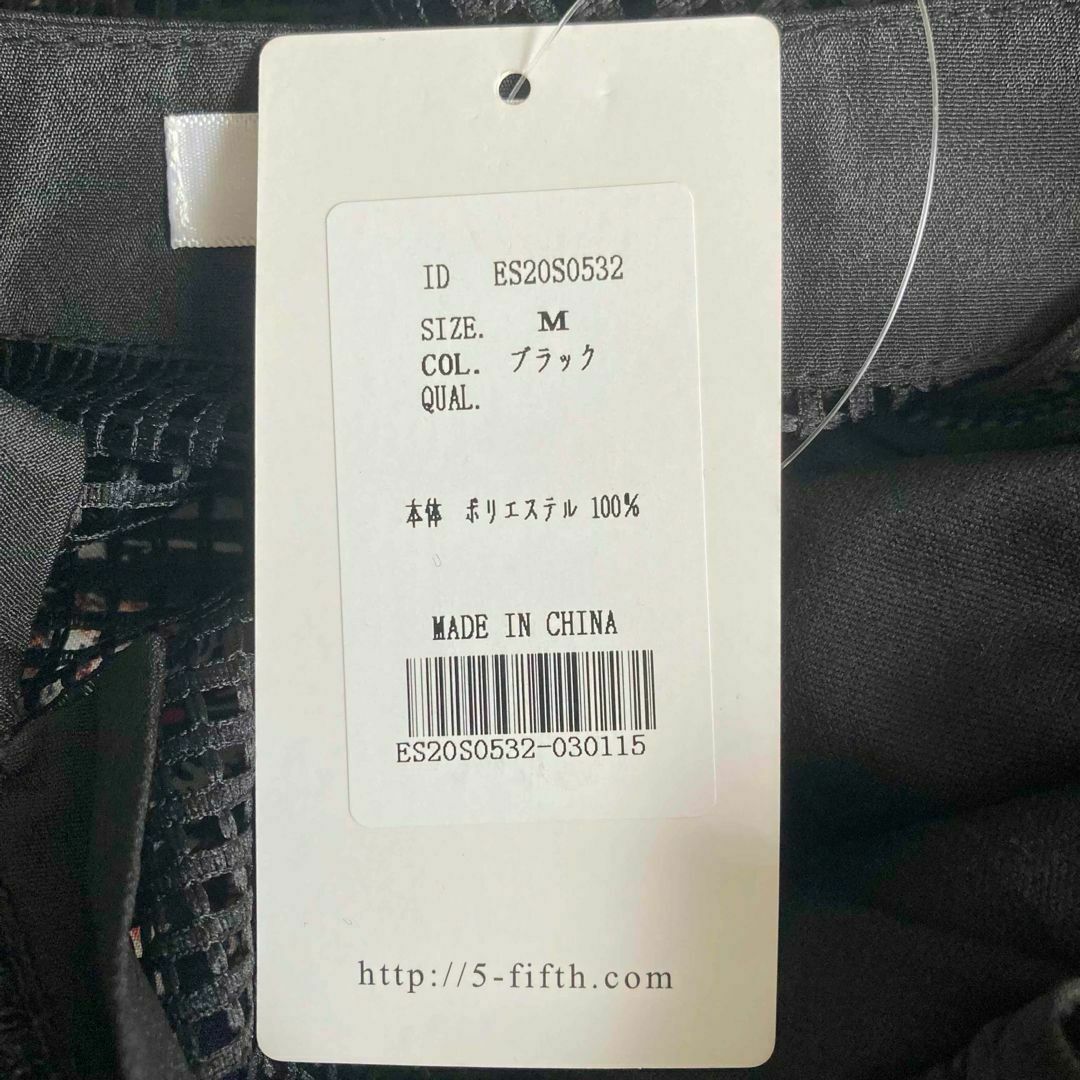 ID ES20S0532
SIZE. M
COL. ブラック
QUAL.
本体 ポリエステル 100%
MADE IN CHINA
ES20S0532-030115
http://5-fifth.com